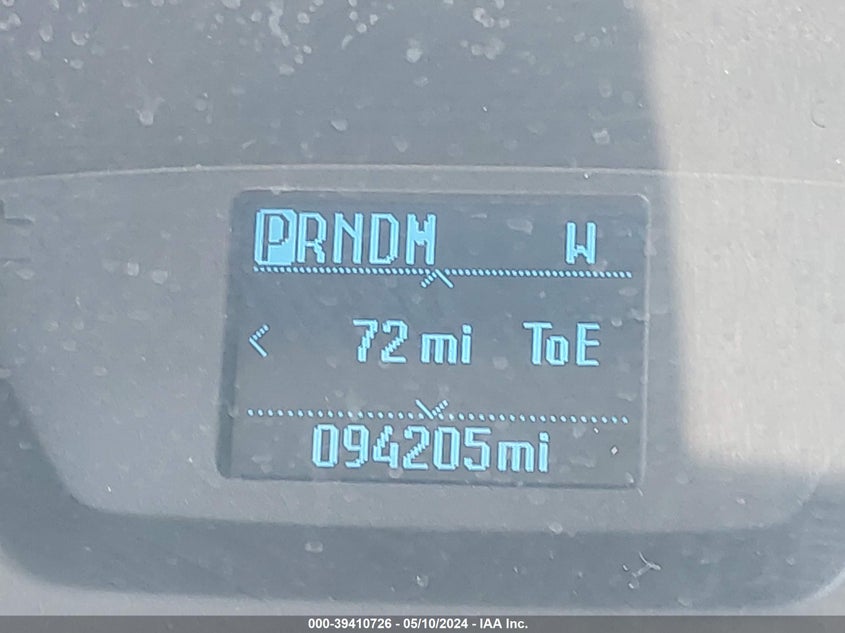 PRNDM W
72 mi ToE
094205mi
000-39410726 - 05/10/2024 - IAA Inc.